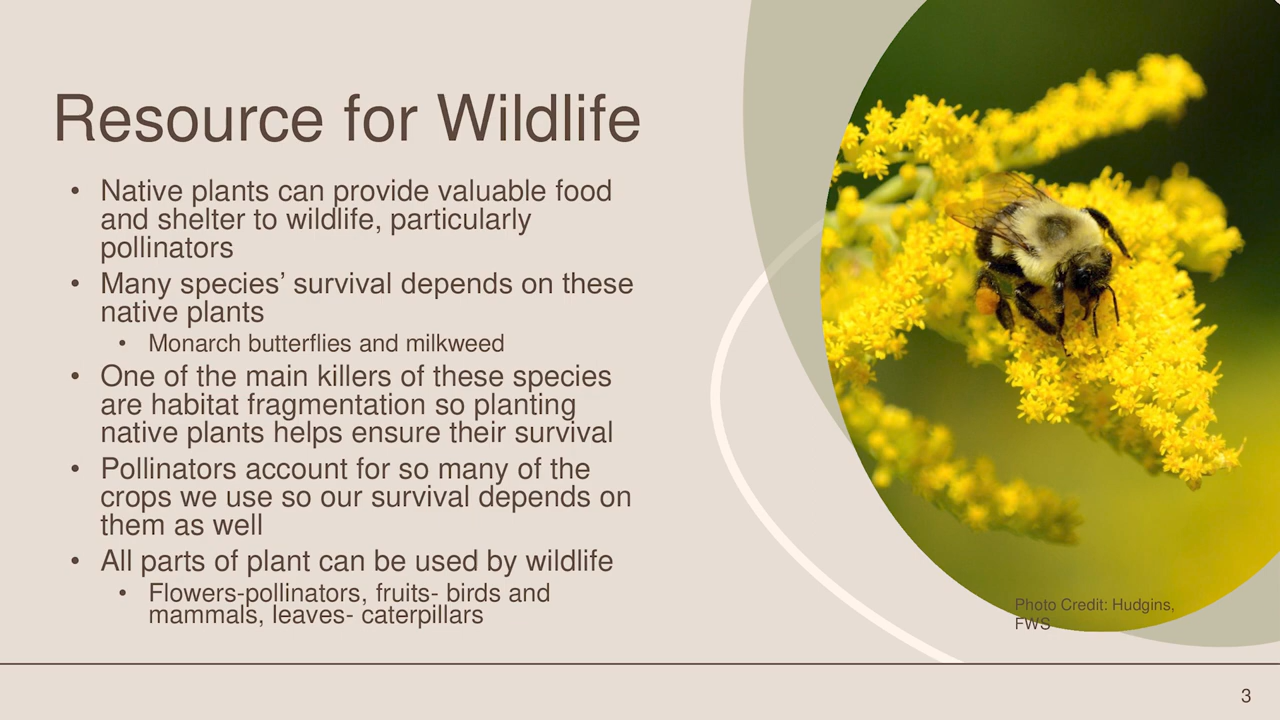 Resource for Wildlife
• Native plants can provide valuable food
and shelter to wildlife, particularly
pollinators
• Many species’ survival depends on these
native plants
• Monarch butterflies and milkweed
• One of the main killers of these species
are habitat fragmentation so planting
native plants helps ensure their survival
• Pollinators account for so many of the
crops we use so our survival depends on
them as well
• All parts of plant can be used by wildlife
• Flowers-pollinators, fruits- birds and
mammals, leaves- caterpillars
Photo Credit: Hudgins,
FWS
3